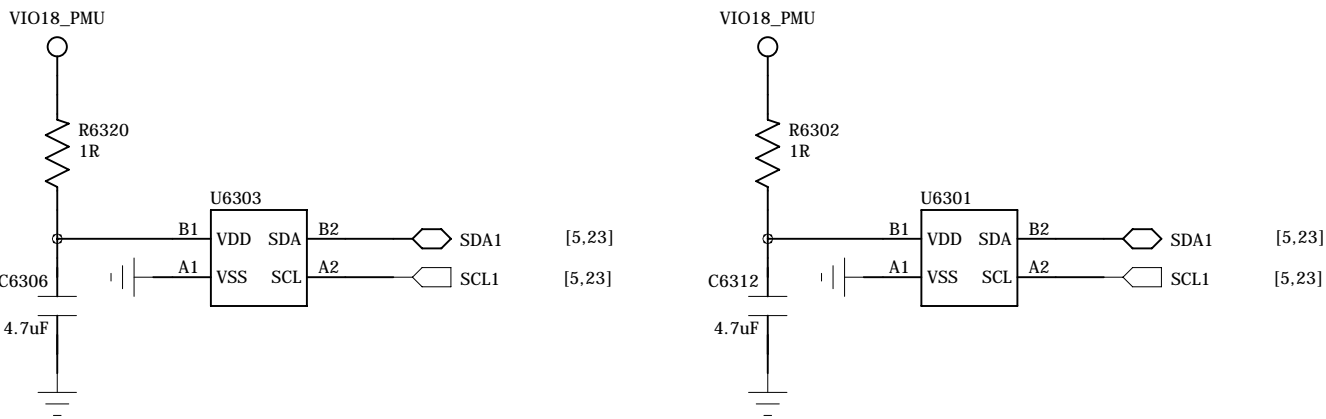 VIO18_PMU
R6320
1R
U6303
B1 VDD SDA B2 SDA1 [5,23]
A1 VSS SCL A2 SCL1 [5,23]
C6306
4.7uF
VIO18_PMU
R6302
1R
U6301
B1 VDD SDA B2 SDA1 [5,23]
A1 VSS SCL A2 SCL1 [5,23]
C6312
4.7uF